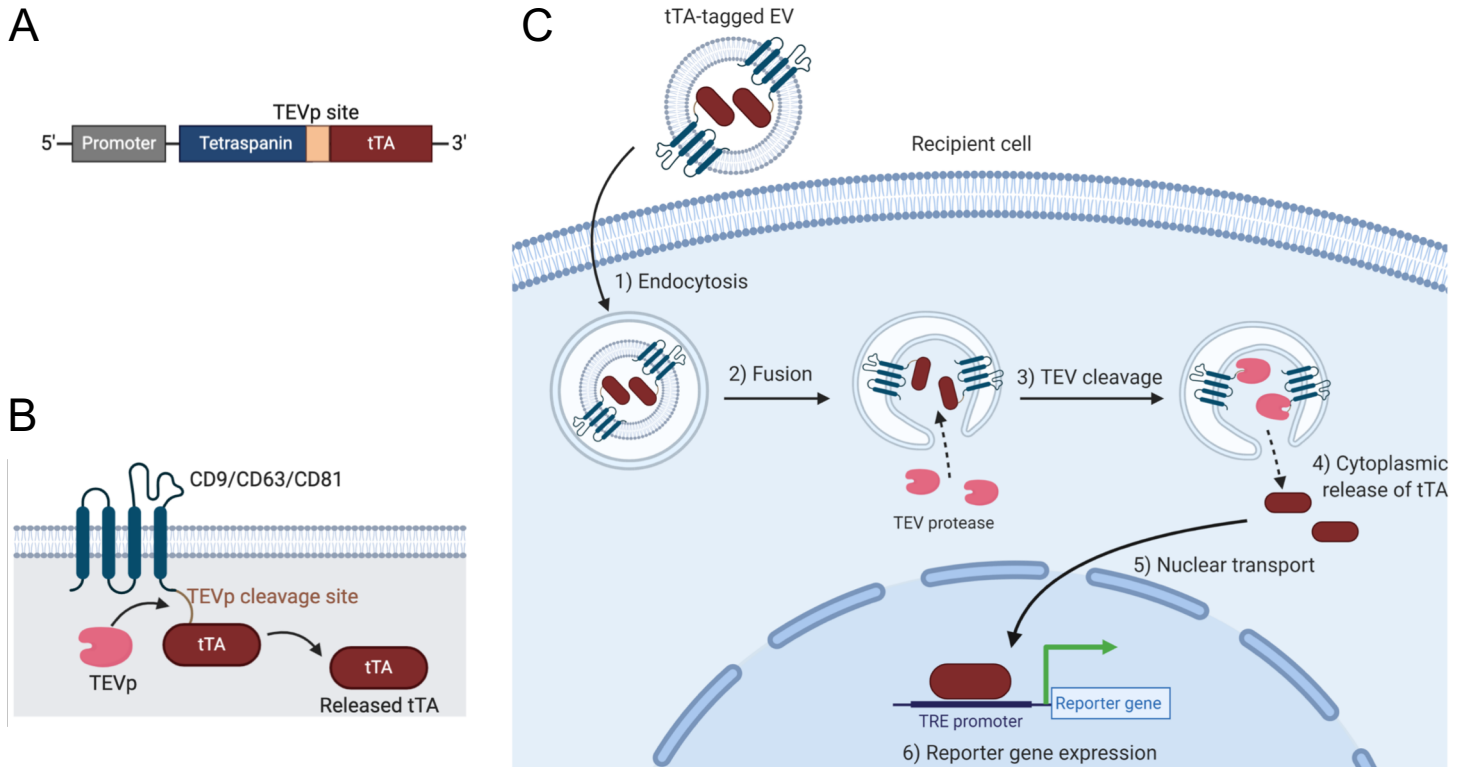 A
TEVp site
5'
Promoter
Tetraspanin
tTA
3'
B
CD9/CD63/CD81
TEVp cleavage site
tTA
TEVp
tTA
Released tTA
C
tTA-tagged EV
Recipient cell
1) Endocytosis
2) Fusion
3) TEV cleavage
TEV protease
4) Cytoplasmic
release of tTA
5) Nuclear transport
TRE promoter
Reporter gene
6) Reporter gene expression